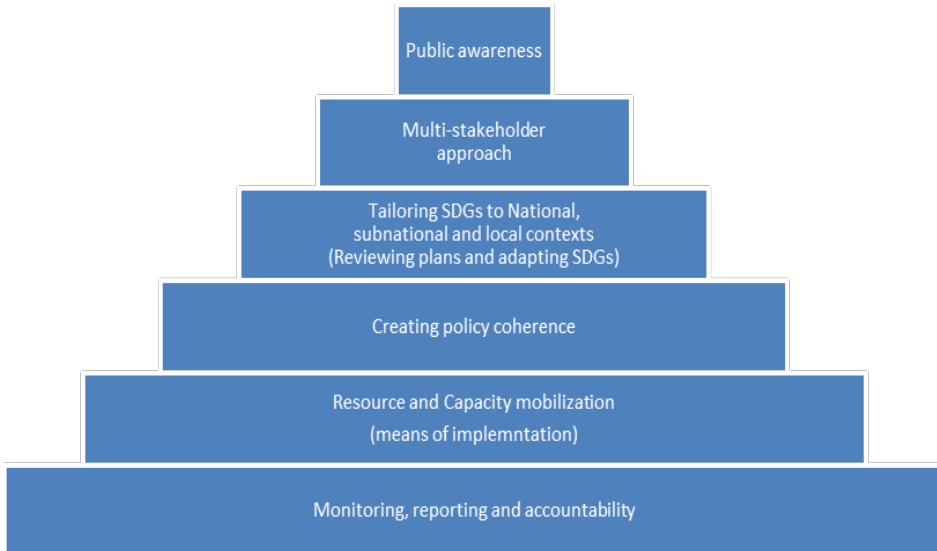 Public awareness
Multi-stakeholder
approach
Tailoring SDGs to National,
subnational and local contexts
(Reviewing plans and adapting SDGs)
Creating policy coherence
Resource and Capacity mobilization
(means of implemntation)
Monitoring, reporting and accountability